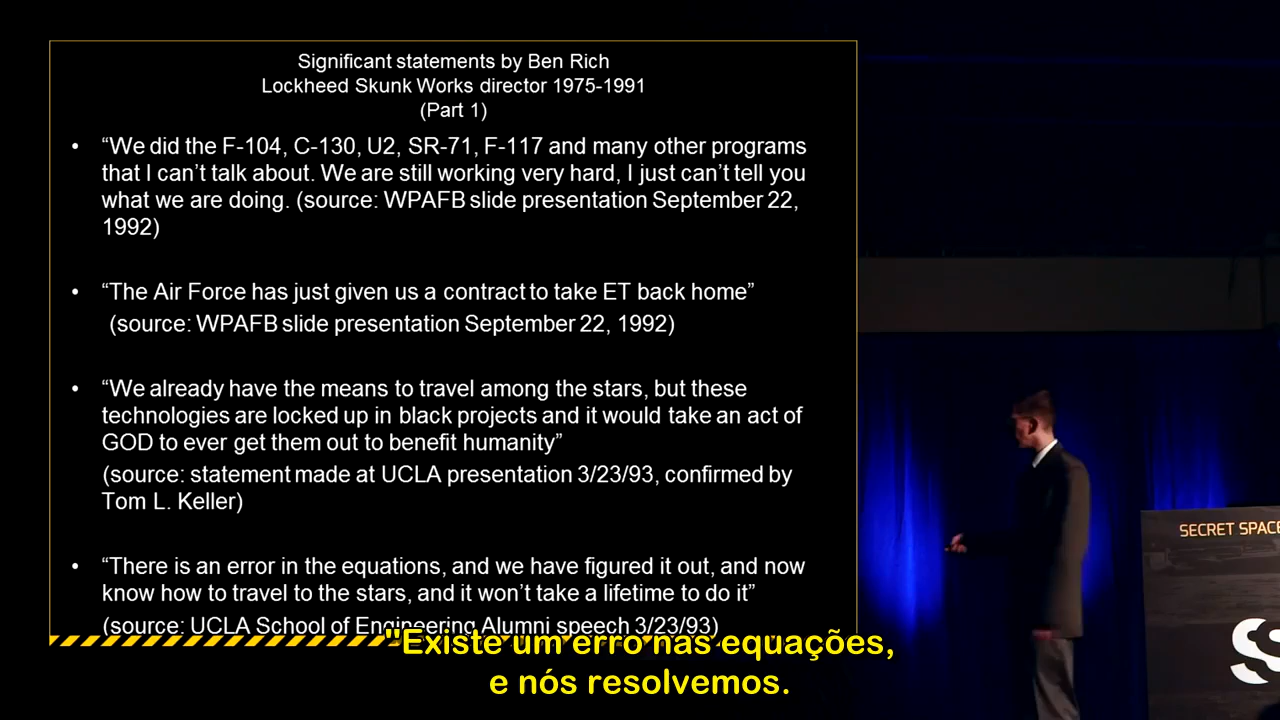 Significant statements by Ben Rich
Lockheed Skunk Works director 1975-1991
(Part 1)
• “We did the F-104, C-130, U2, SR-71, F-117 and many other programs
that I can’t talk about. We are still working very hard, I just can’t tell you
what we are doing. (source: WPAFB slide presentation September 22,
1992)
• “The Air Force has just given us a contract to take ET back home”
(source: WPAFB slide presentation September 22, 1992)
• “We already have the means to travel among the stars, but these
technologies are locked up in black projects and it would take an act of
GOD to ever get them out to benefit humanity”
(source: statement made at UCLA presentation 3/23/93, confirmed by
Tom L. Keller)
• “There is an error in the equations, and we have figured it out, and now
know how to travel to the stars, and it won’t take a lifetime to do it”
(source: UCLA School of Engineering Alumni speech 3/23/93)
"Existe um erro nas equações,
e nós resolvemos.
SECRET SPACE
SS